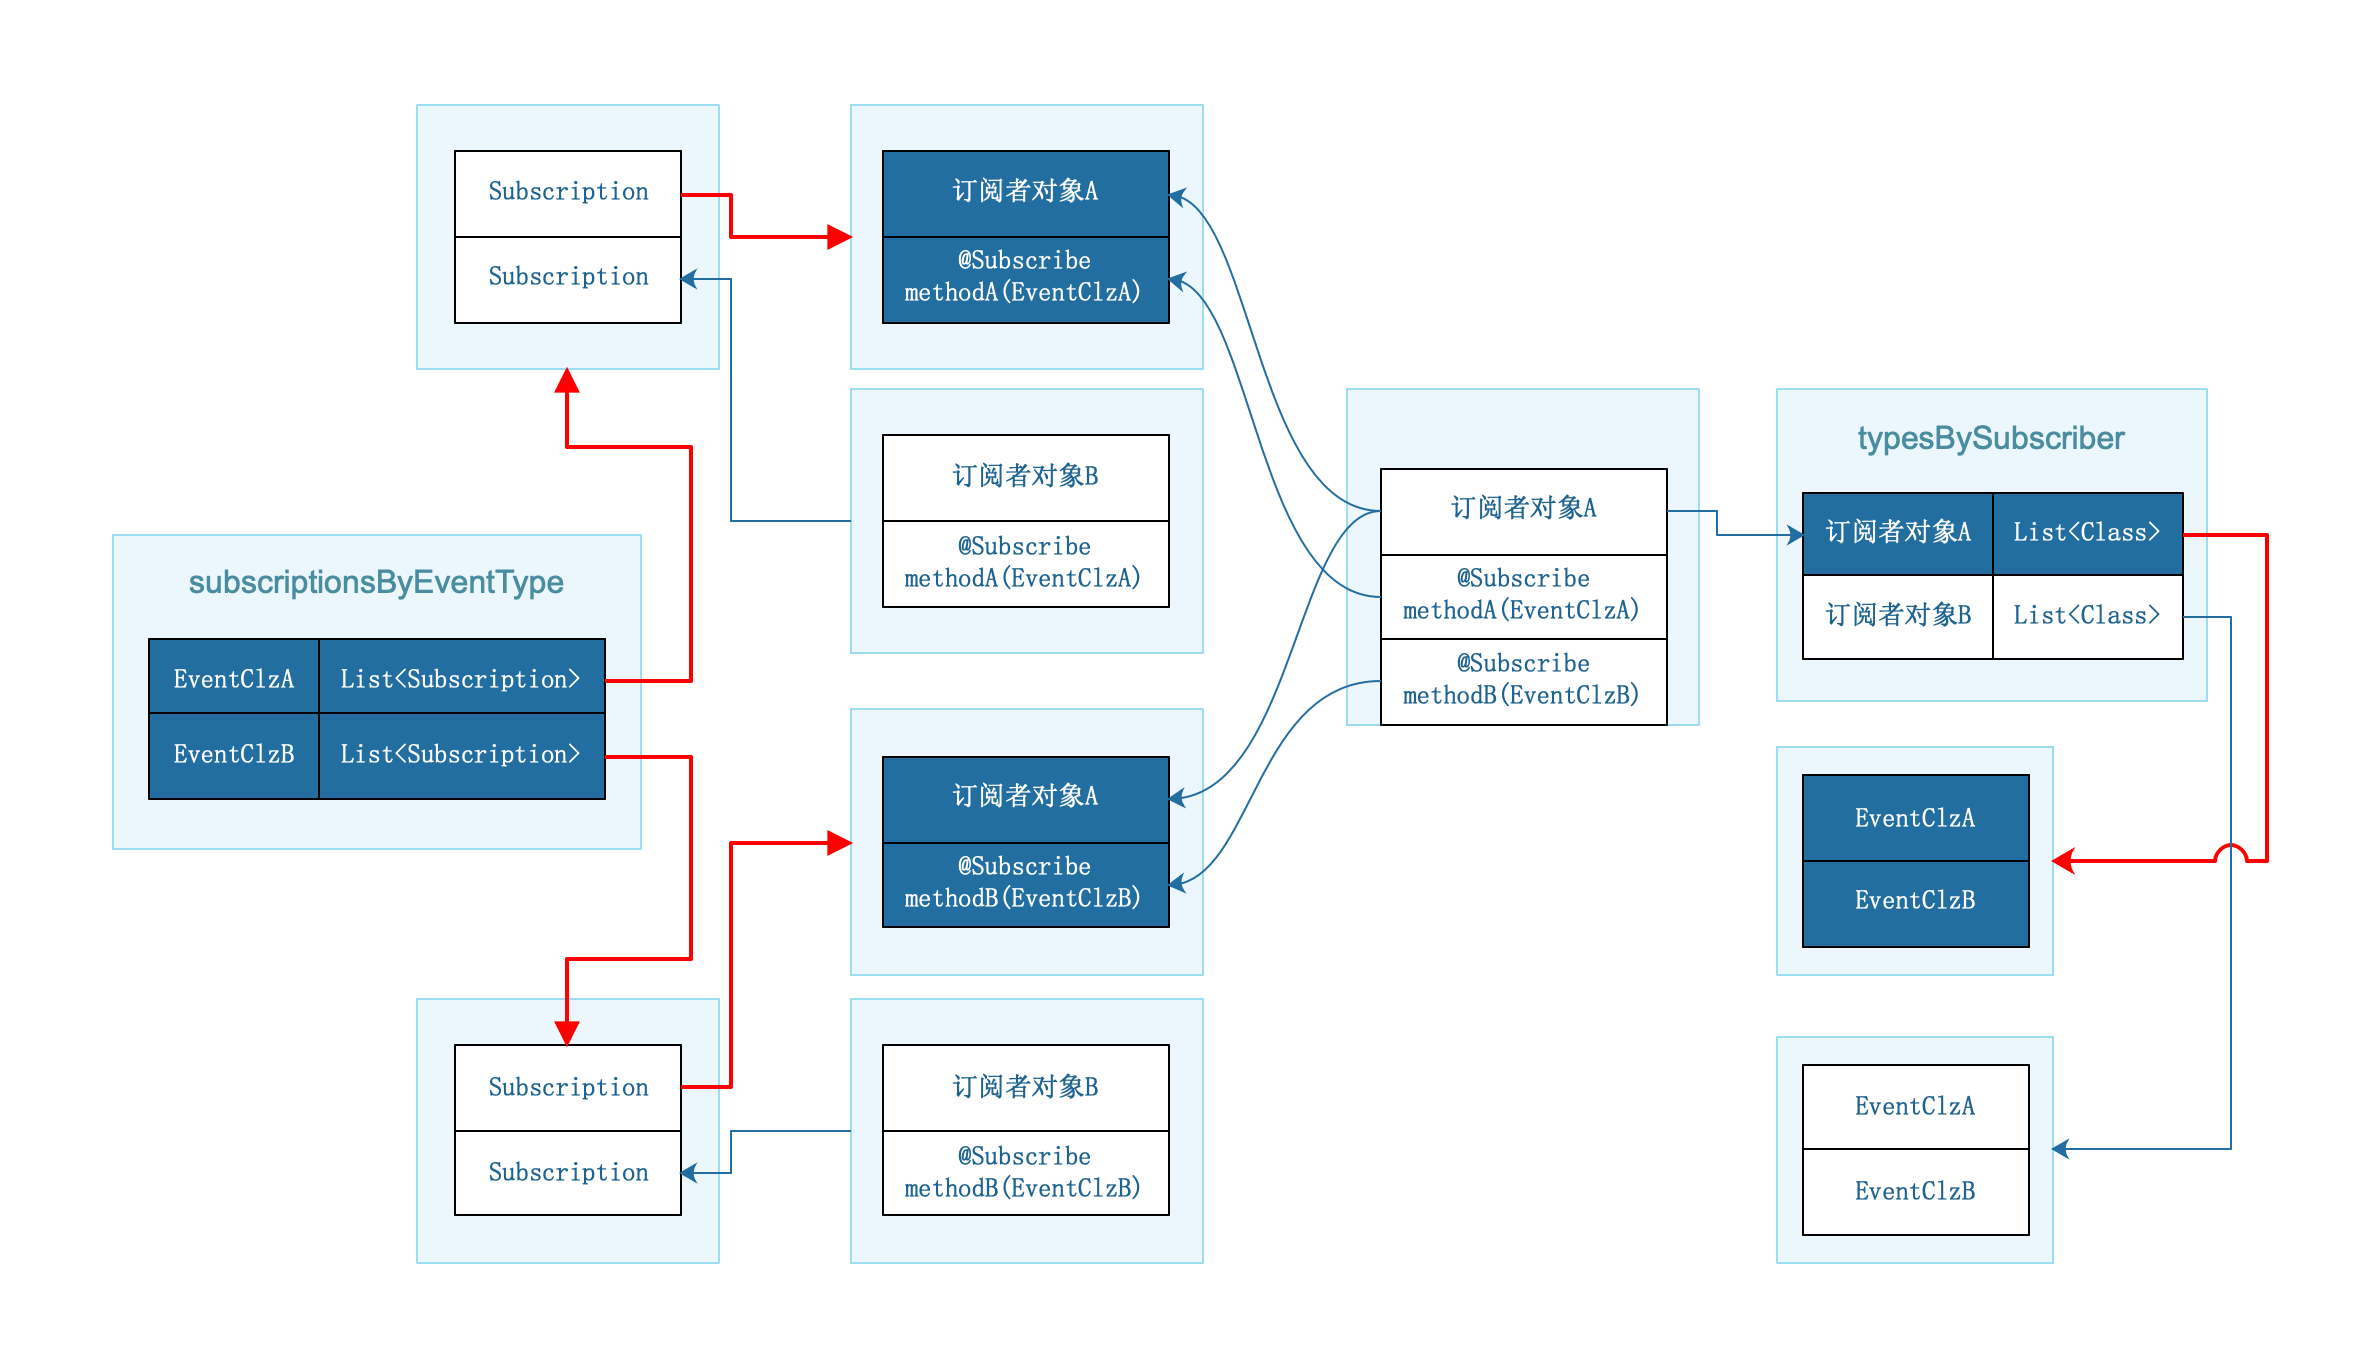 Subscription
Subscription
订阅者对象A
@Subscribe
methodA(EventClzA)
订阅者对象B
@Subscribe
methodA(EventClzA)
subscriptionsByEventType
EventClzA
List<Subscription>
EventClzB
List<Subscription>
订阅者对象A
@Subscribe
methodB(EventClzB)
Subscription
Subscription
订阅者对象B
@Subscribe
methodB(EventClzB)
订阅者对象A
@Subscribe
methodA(EventClzA)
@Subscribe
methodB(EventClzB)
typesBySubscriber
订阅者对象A
List<Class>
订阅者对象B
List<Class>
EventClzA
EventClzB
EventClzA
EventClzB